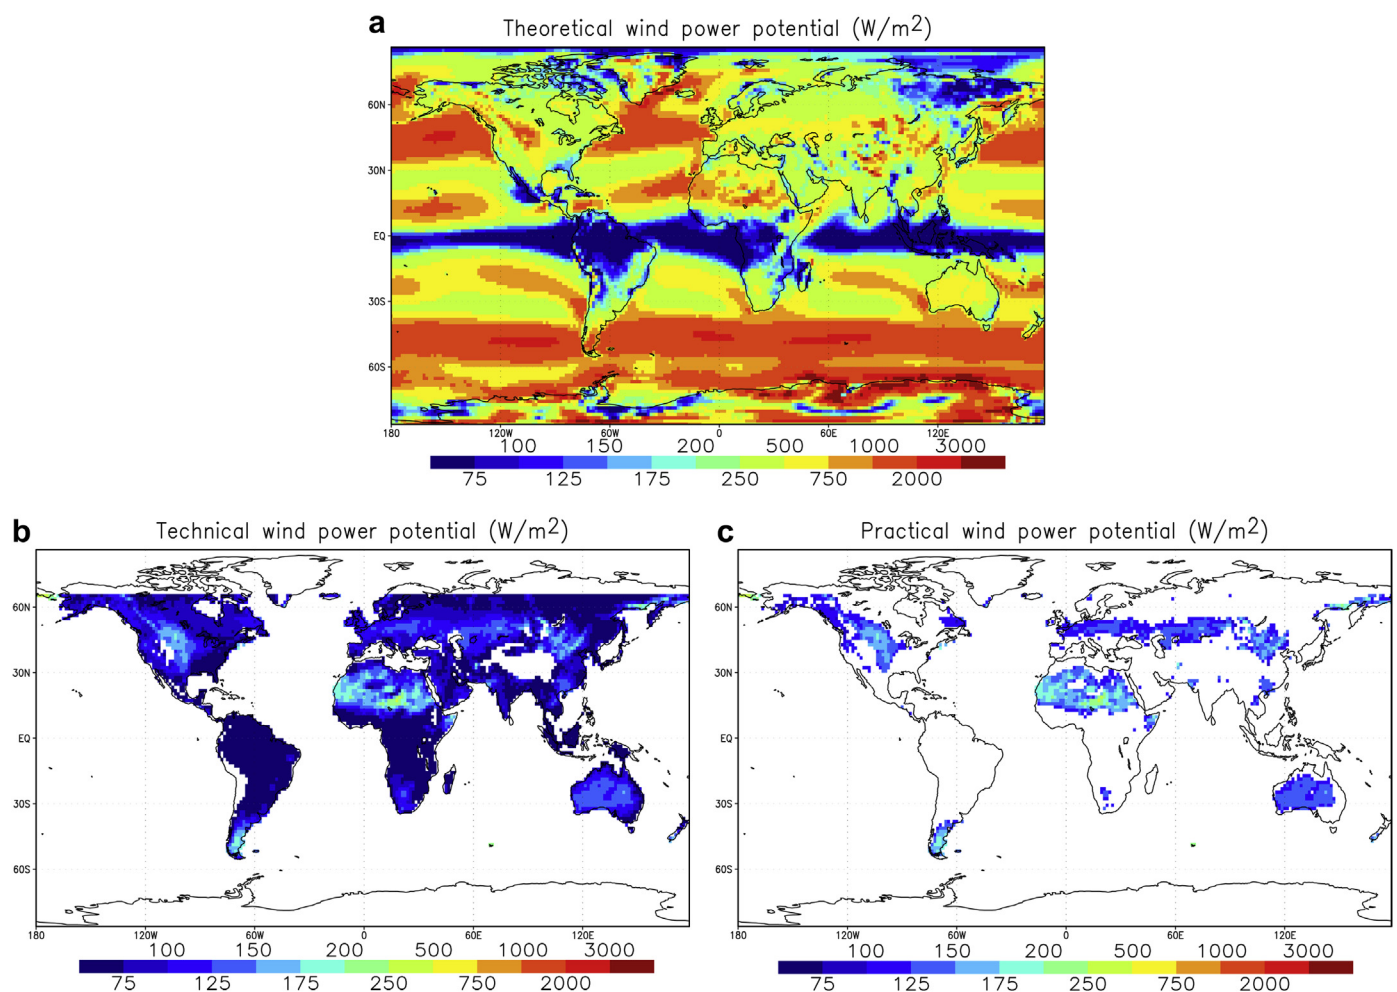 a
Theoretical wind power potential (W/m2)
60N
30N
EQ
30S
60S
180 120W 60W 0 60E 120E
100 150 200 500 1000 3000
75 125 175 250 750 2000
b
Technical wind power potential (W/m2)
60N
30N
EQ
30S
60S
180 120W 60W 0 60E 120E
100 150 200 500 1000 3000
75 125 175 250 750 2000
c
Practical wind power potential (W/m2)
60N
30N
EQ
30S
60S
180 120W 60W 0 60E 120E
100 150 200 500 1000 3000
75 125 175 250 750 2000